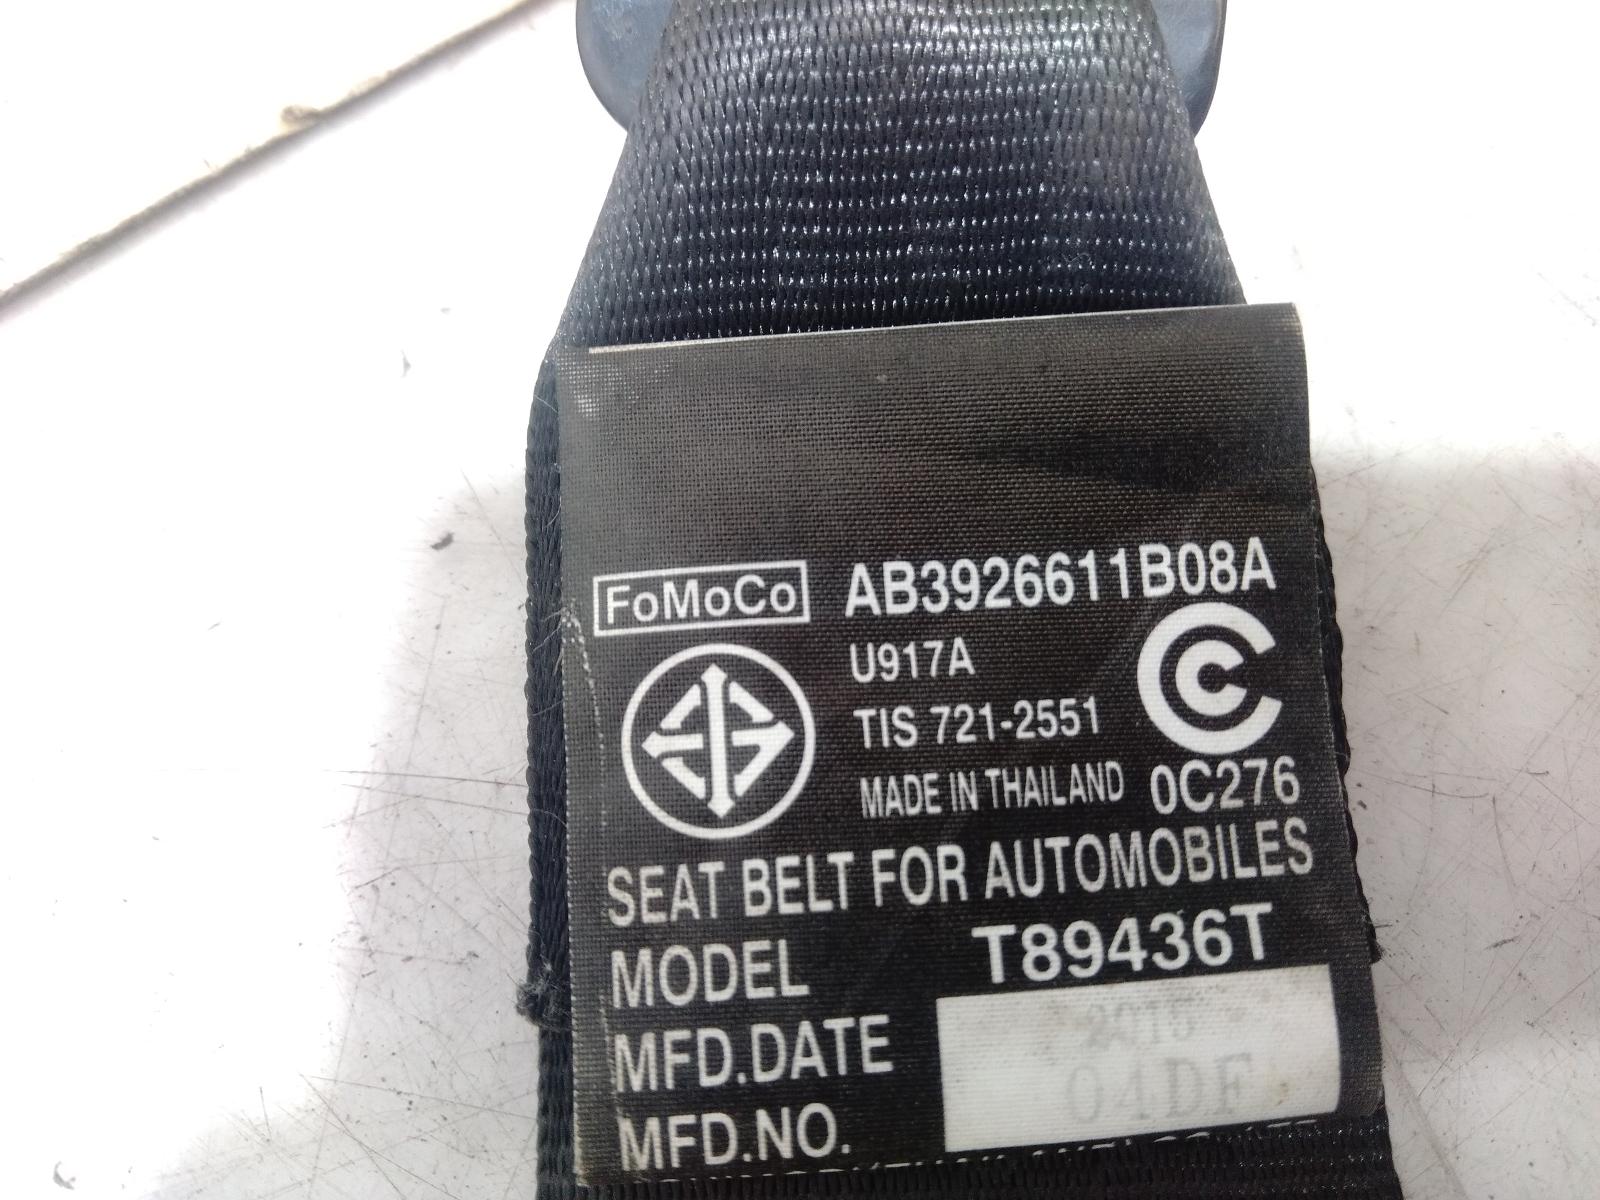 FoMoCo AB3926611B08A
U917A
TIS 721-2551
MADE IN THAILAND 0C276
SEAT BELT FOR AUTOMOBILES
MODEL T89436T
MFD.DATE
MFD.NO. 04DF